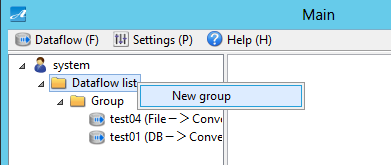 Main
Dataflow (F) Settings (P) Help (H)
system
Dataflow list
New group
Group
test04 (File－＞Conve
test01 (DB－＞Conve